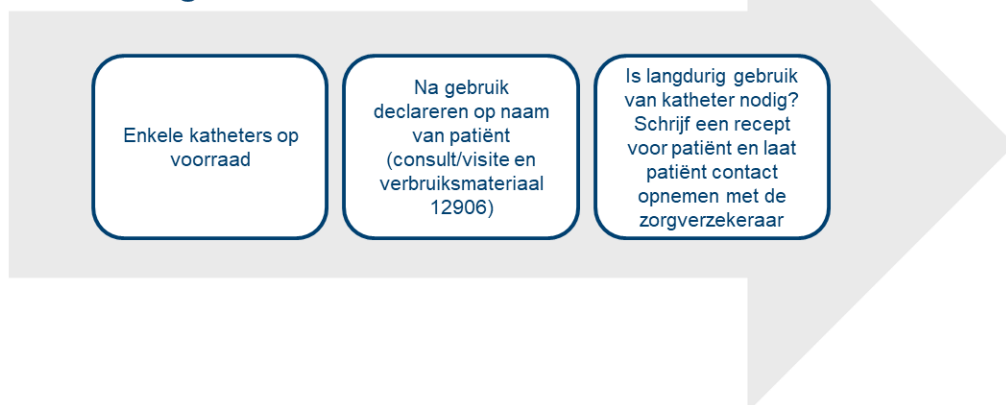 Enkele katheters op
voorraad
Na gebruik
declareren op naam
van patiënt
(consult/visite en
verbruiksmateriaal
12906)
Is langdurig gebruik
van katheter nodig?
Schrijf een recept
voor patiënt en laat
patiënt contact
opnemen met de
zorgverzekeraar